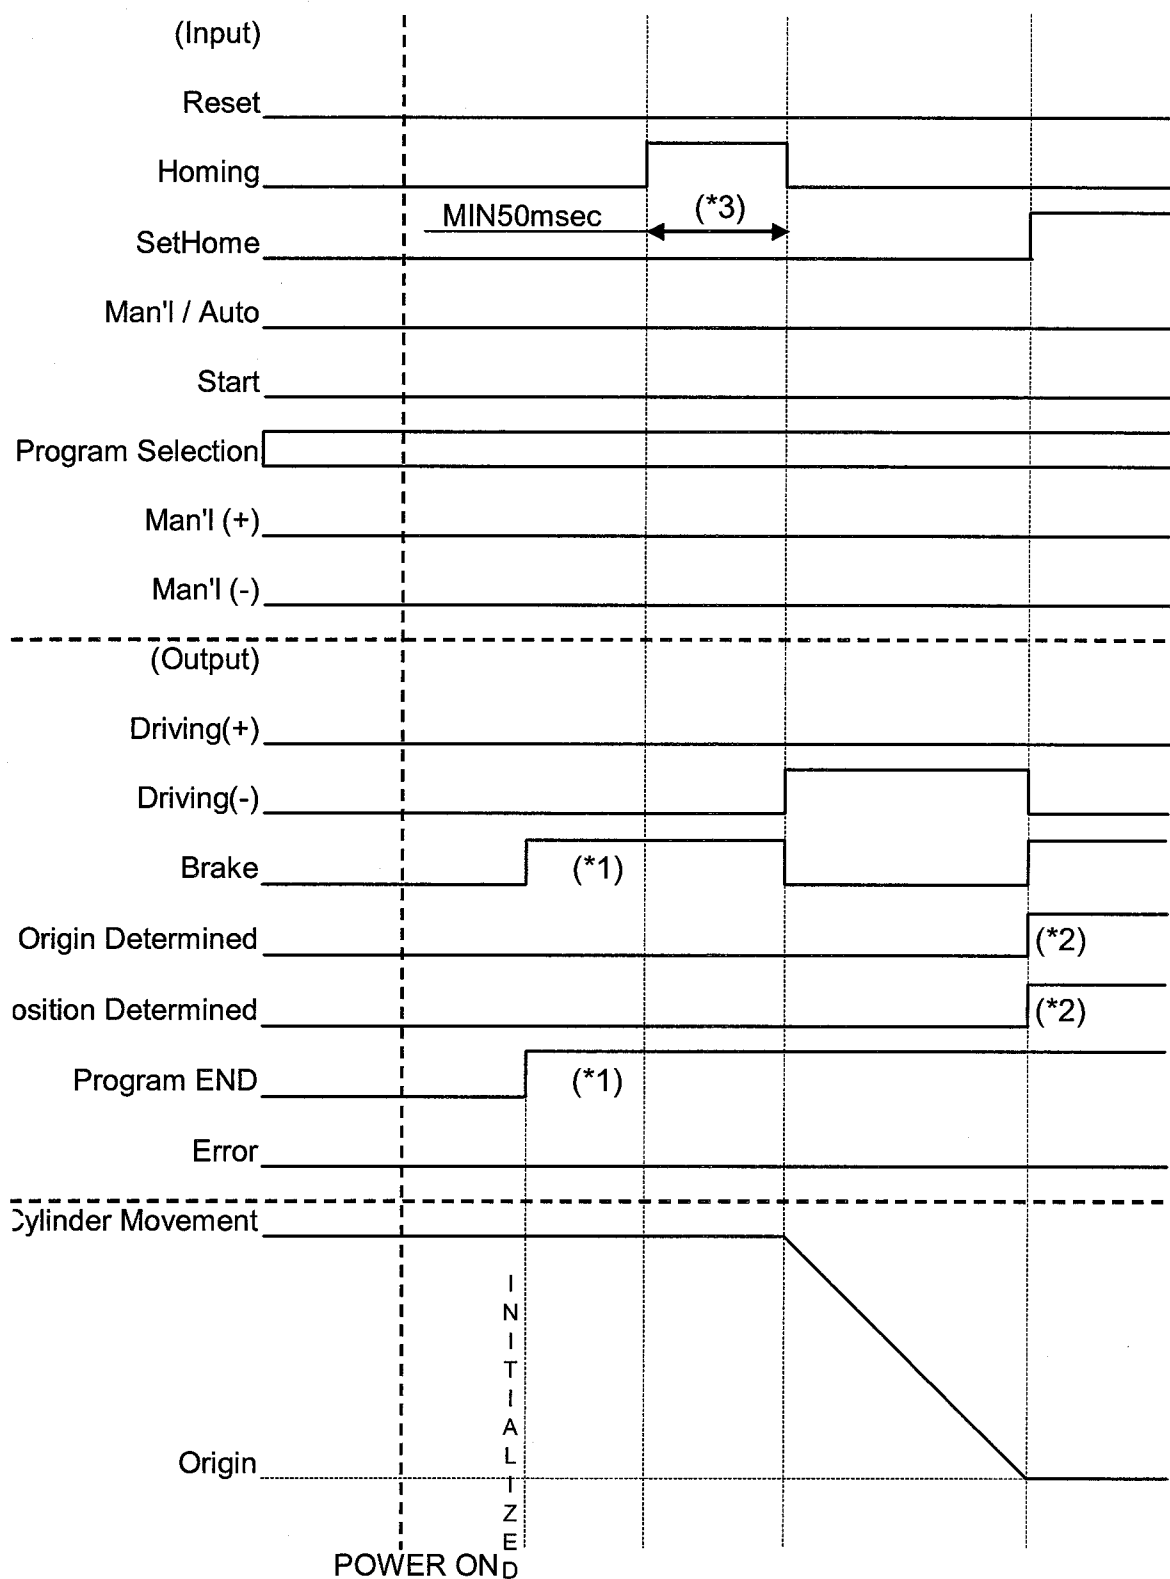 (Input)
Reset
Homing
MIN50msec
(*3)
SetHome
Man'l / Auto
Start
Program Selection
Man'l (+)
Man'l (-)
(Output)
Driving(+)
Driving(-)
Brake
(*1)
Origin Determined
(*2)
osition Determined
(*2)
Program END
(*1)
Error
Cylinder Movement
INITIALIZED
Origin
POWER ON